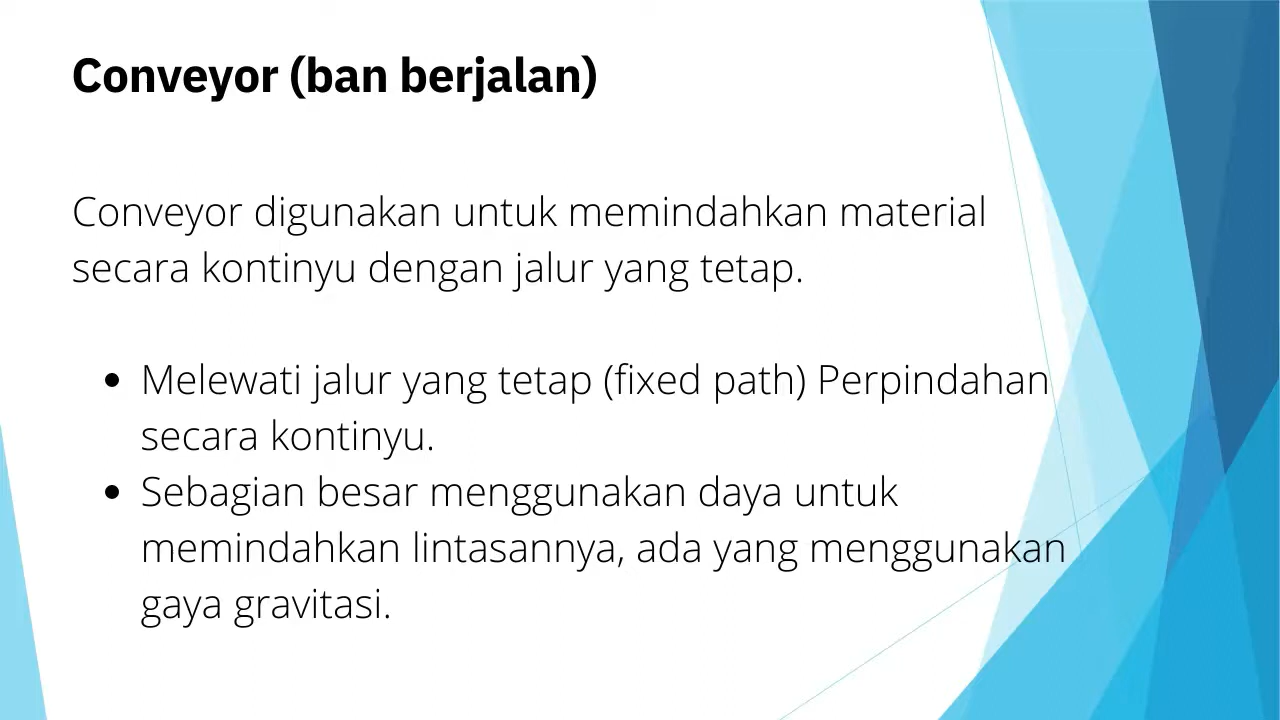 Conveyor (ban berjalan)
Conveyor digunakan untuk memindahkan material
secara kontinyu dengan jalur yang tetap.
• Melewati jalur yang tetap (fixed path) Perpindahan
secara kontinyu.
• Sebagian besar menggunakan daya untuk
memindahkan lintasannya, ada yang menggunakan
gaya gravitasi.